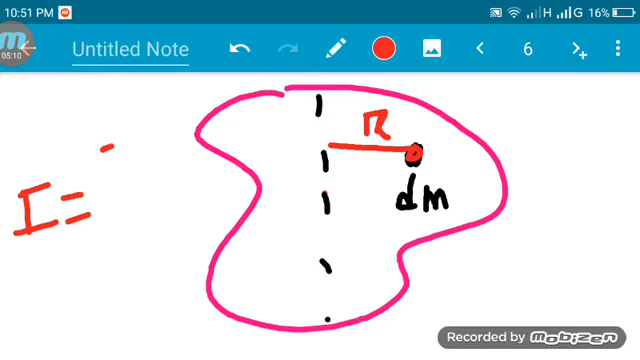 10:51 PM H G 16%
05:10 Untitled Note 6
R
I =
dm
Recorded by MOBIZEN